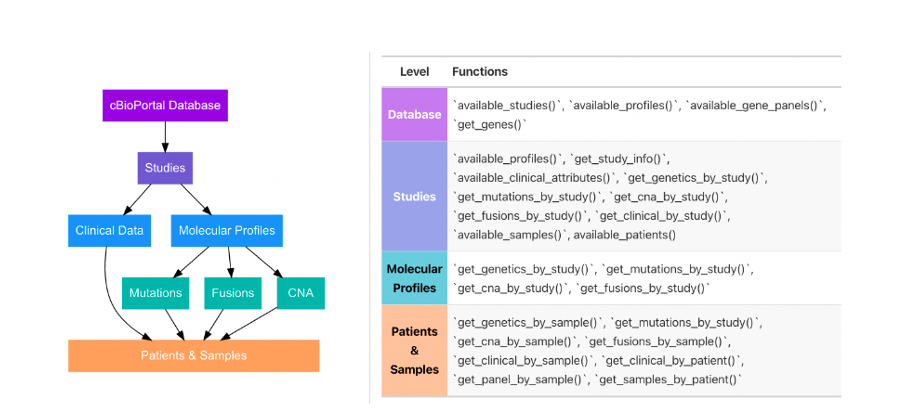 cBioPortal Database
Studies
Clinical Data
Molecular Profiles
Mutations
Fusions
CNA
Patients & Samples
Level Functions
Database
`available_studies()`, `available_profiles()`, `available_gene_panels()`,
`get_genes()`
Studies
`available_profiles()`, `get_study_info()`,
`available_clinical_attributes()`, `get_genetics_by_study()`,
`get_mutations_by_study()`, `get_cna_by_study()`,
`get_fusions_by_study()`, `get_clinical_by_study()`,
`available_samples()`, available_patients()
Molecular
Profiles
`get_genetics_by_study()`, `get_mutations_by_study()`,
`get_cna_by_study()`, `get_fusions_by_study()`
Patients
&
Samples
`get_genetics_by_sample()`, `get_mutations_by_study()`,
`get_cna_by_sample()`, `get_fusions_by_sample()`,
`get_clinical_by_sample()`, `get_clinical_by_patient()`,
`get_panel_by_sample()`, `get_samples_by_patient()`